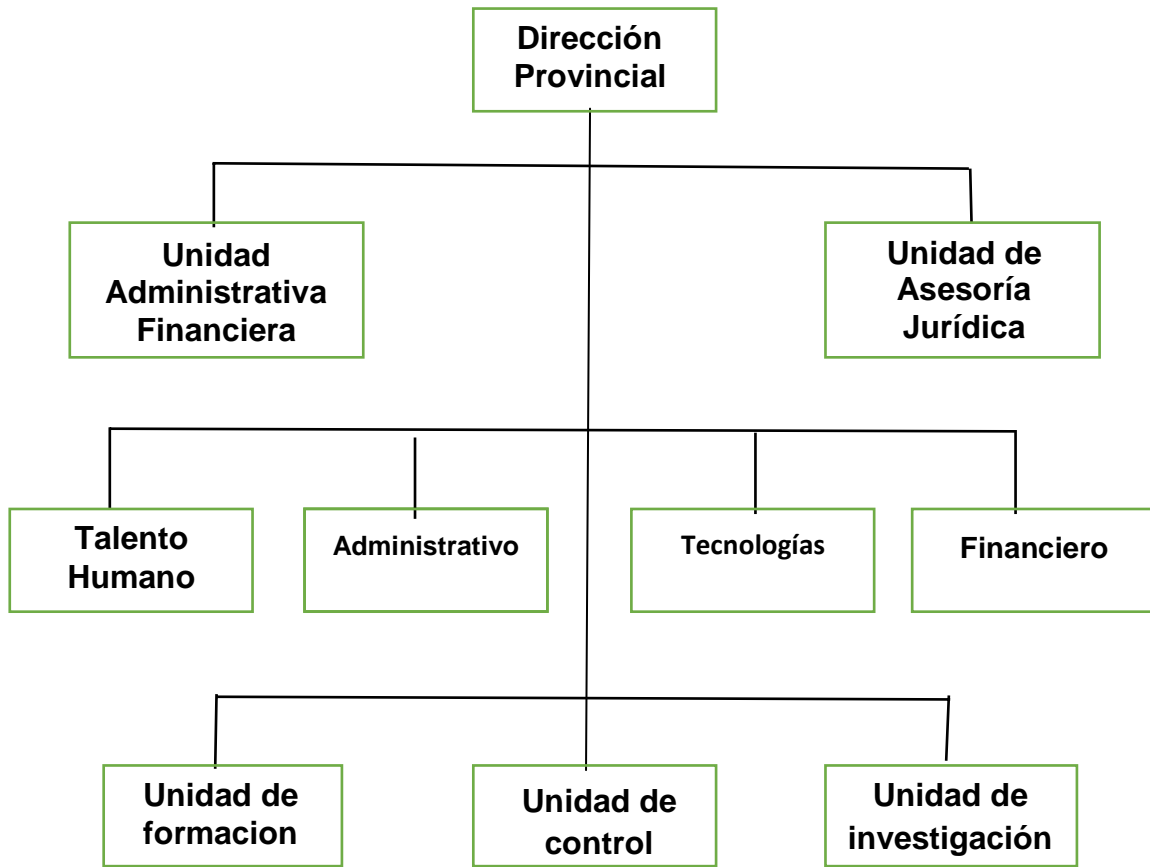 Dirección
Provincial
Unidad
Administrativa
Financiera
Unidad de
Asesoría
Jurídica
Talento
Humano
Administrativo
Tecnologías
Financiero
Unidad de
formacion
Unidad de
control
Unidad de
investigación